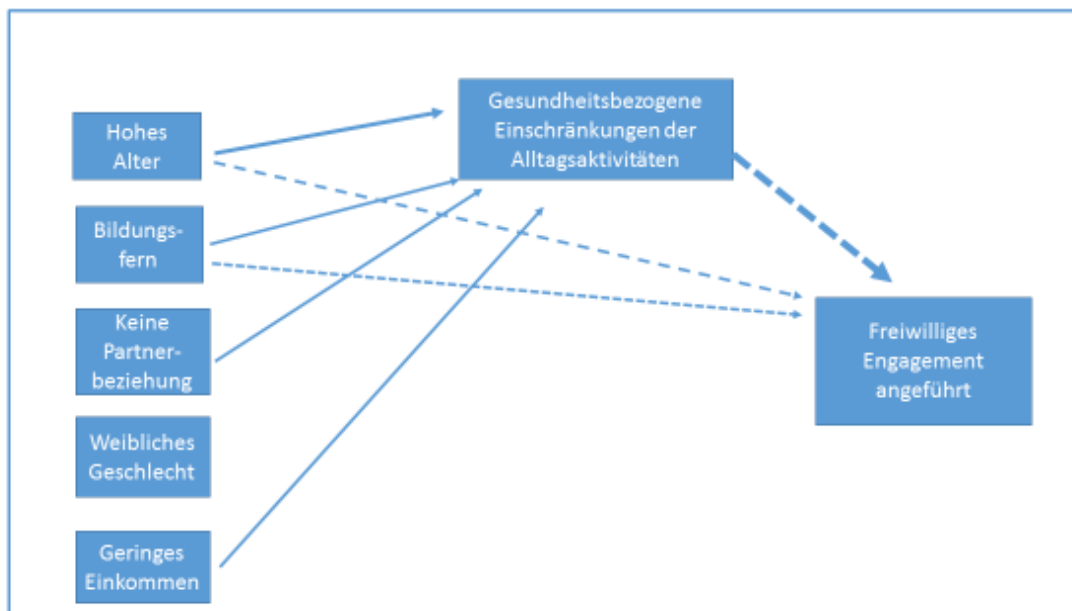 Gesundheitsbezogene
Einschränkungen der
Alltagsaktivitäten
Hohes
Alter
Bildungs-
fern
Keine
Partner-
beziehung
Weibliches
Geschlecht
Geringes
Einkommen
Freiwilliges
Engagement
angeführt